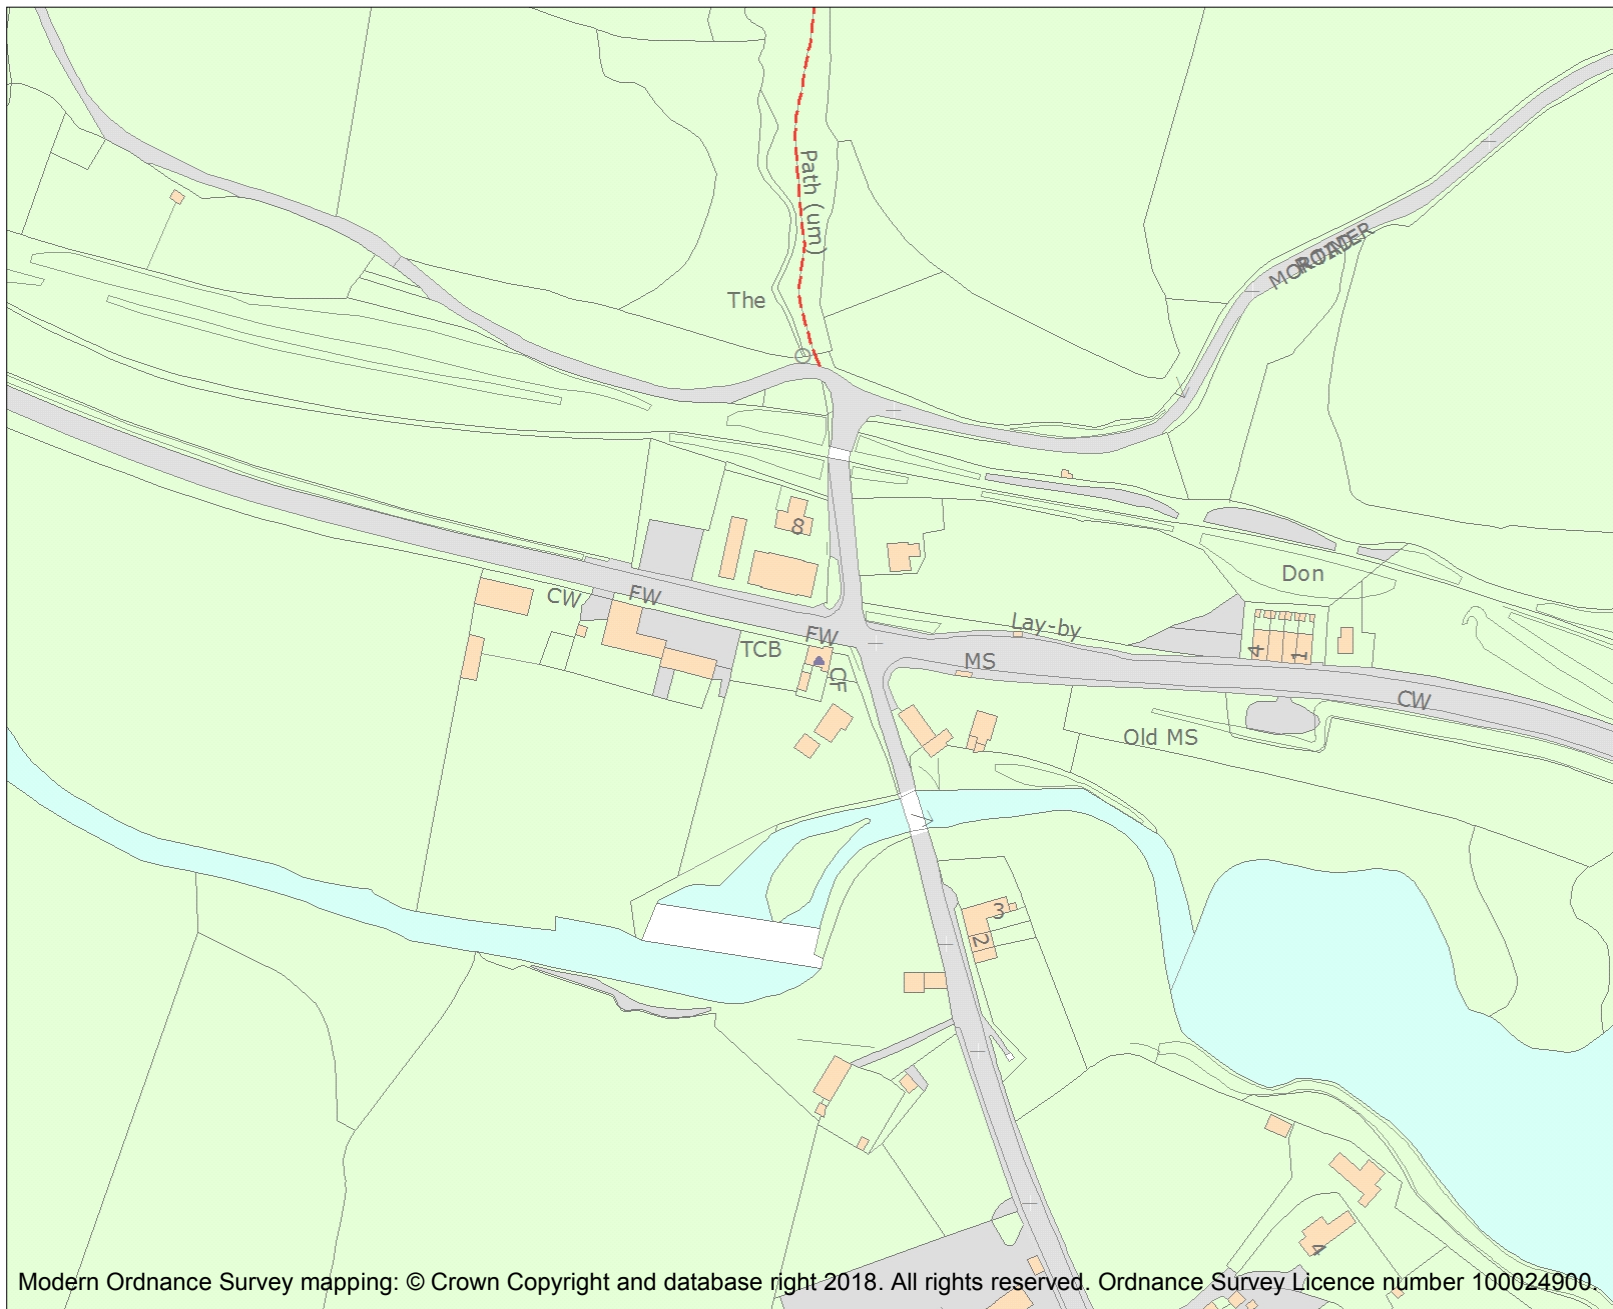 Path (um)
MORTIMER
ROAD
The
8
Don
CW
FW
Lay-by
FW
TCB
MS
4
1
CF
CW
Old MS
3
2
4
Modern Ordnance Survey mapping: © Crown Copyright and database right 2018. All rights reserved. Ordnance Survey Licence number 100024900.